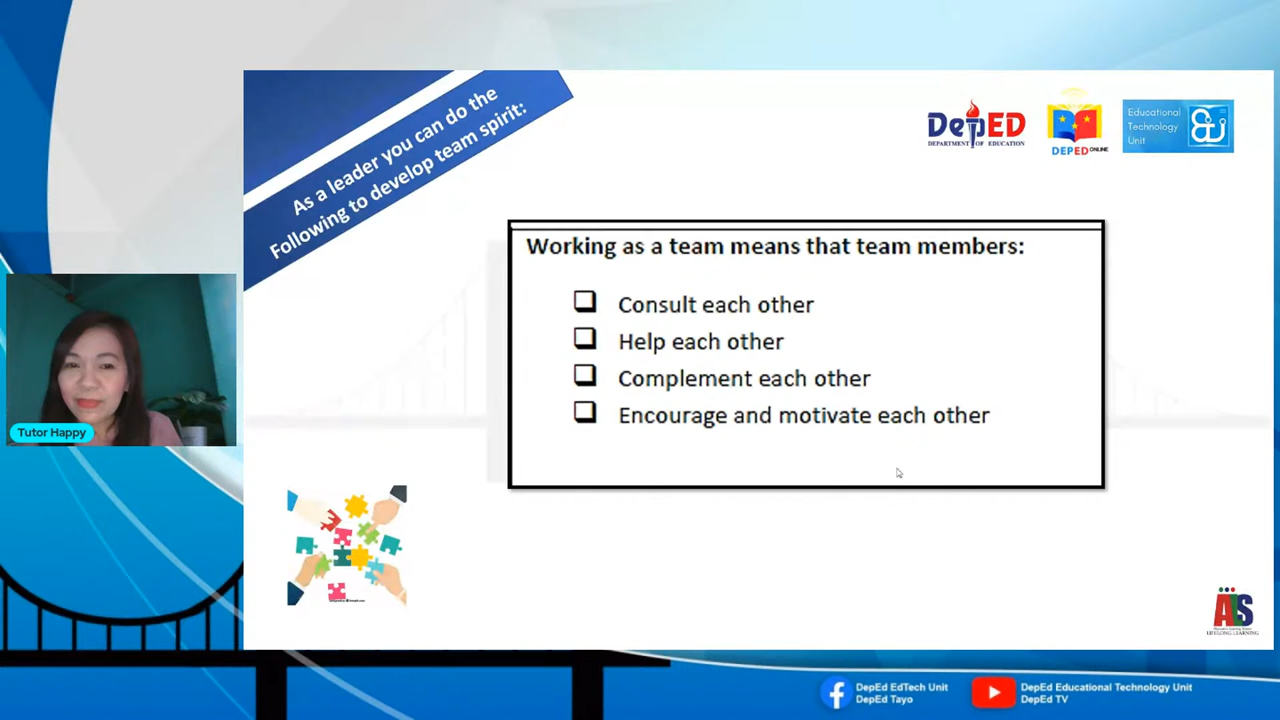 As a leader you can do the
Following to develop team spirit:
DepED
DEPARTMENT OF EDUCATION
DEPED ONLINE
Educational
Technology
Unit
Working as a team means that team members:
Consult each other
Help each other
Complement each other
Encourage and motivate each other
Tutor Happy
ALS
LIFELONG LEARNING
DepEd EdTech Unit
DepEd Tayo
DepEd Educational Technology Unit
DepEd TV